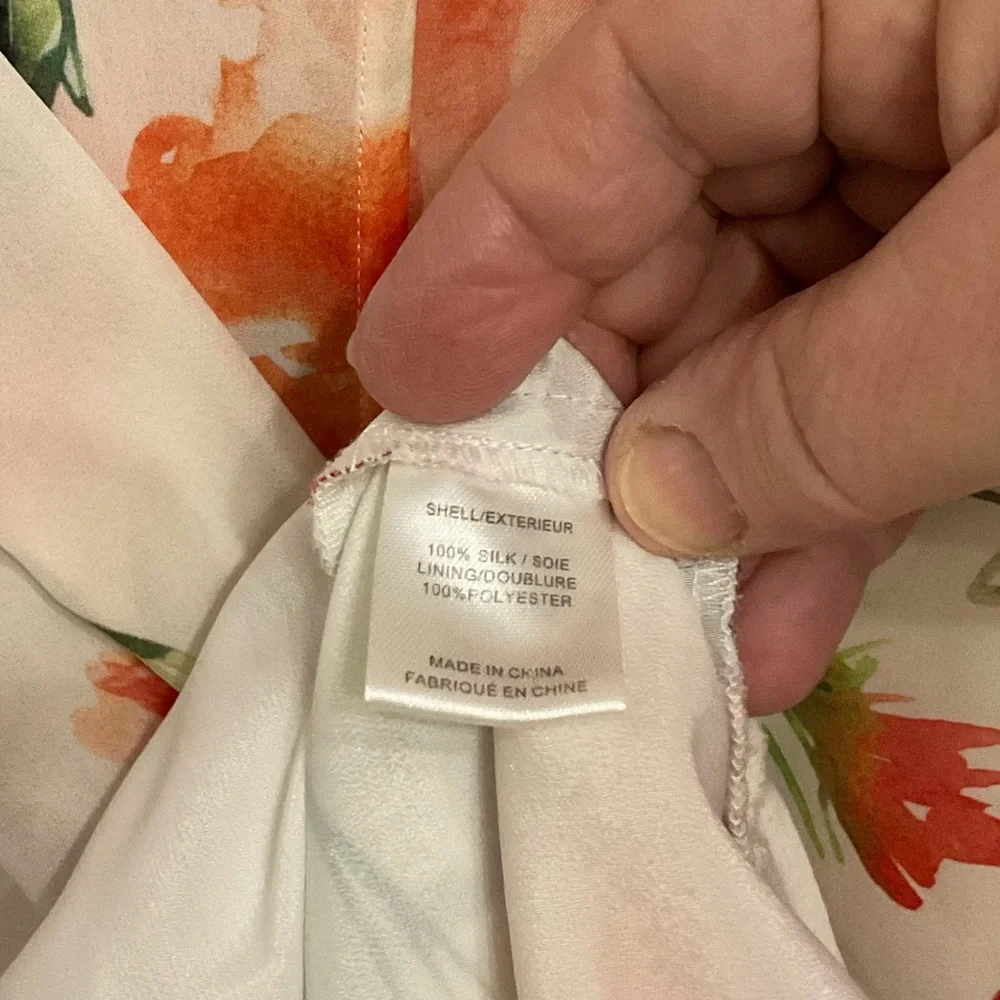 SHELL/EXTERIEUR
100% SILK / SOIE
LINING/DOUBLURE
100%POLYESTER
MADE IN CHINA
FABRIQUÉ EN CHINE